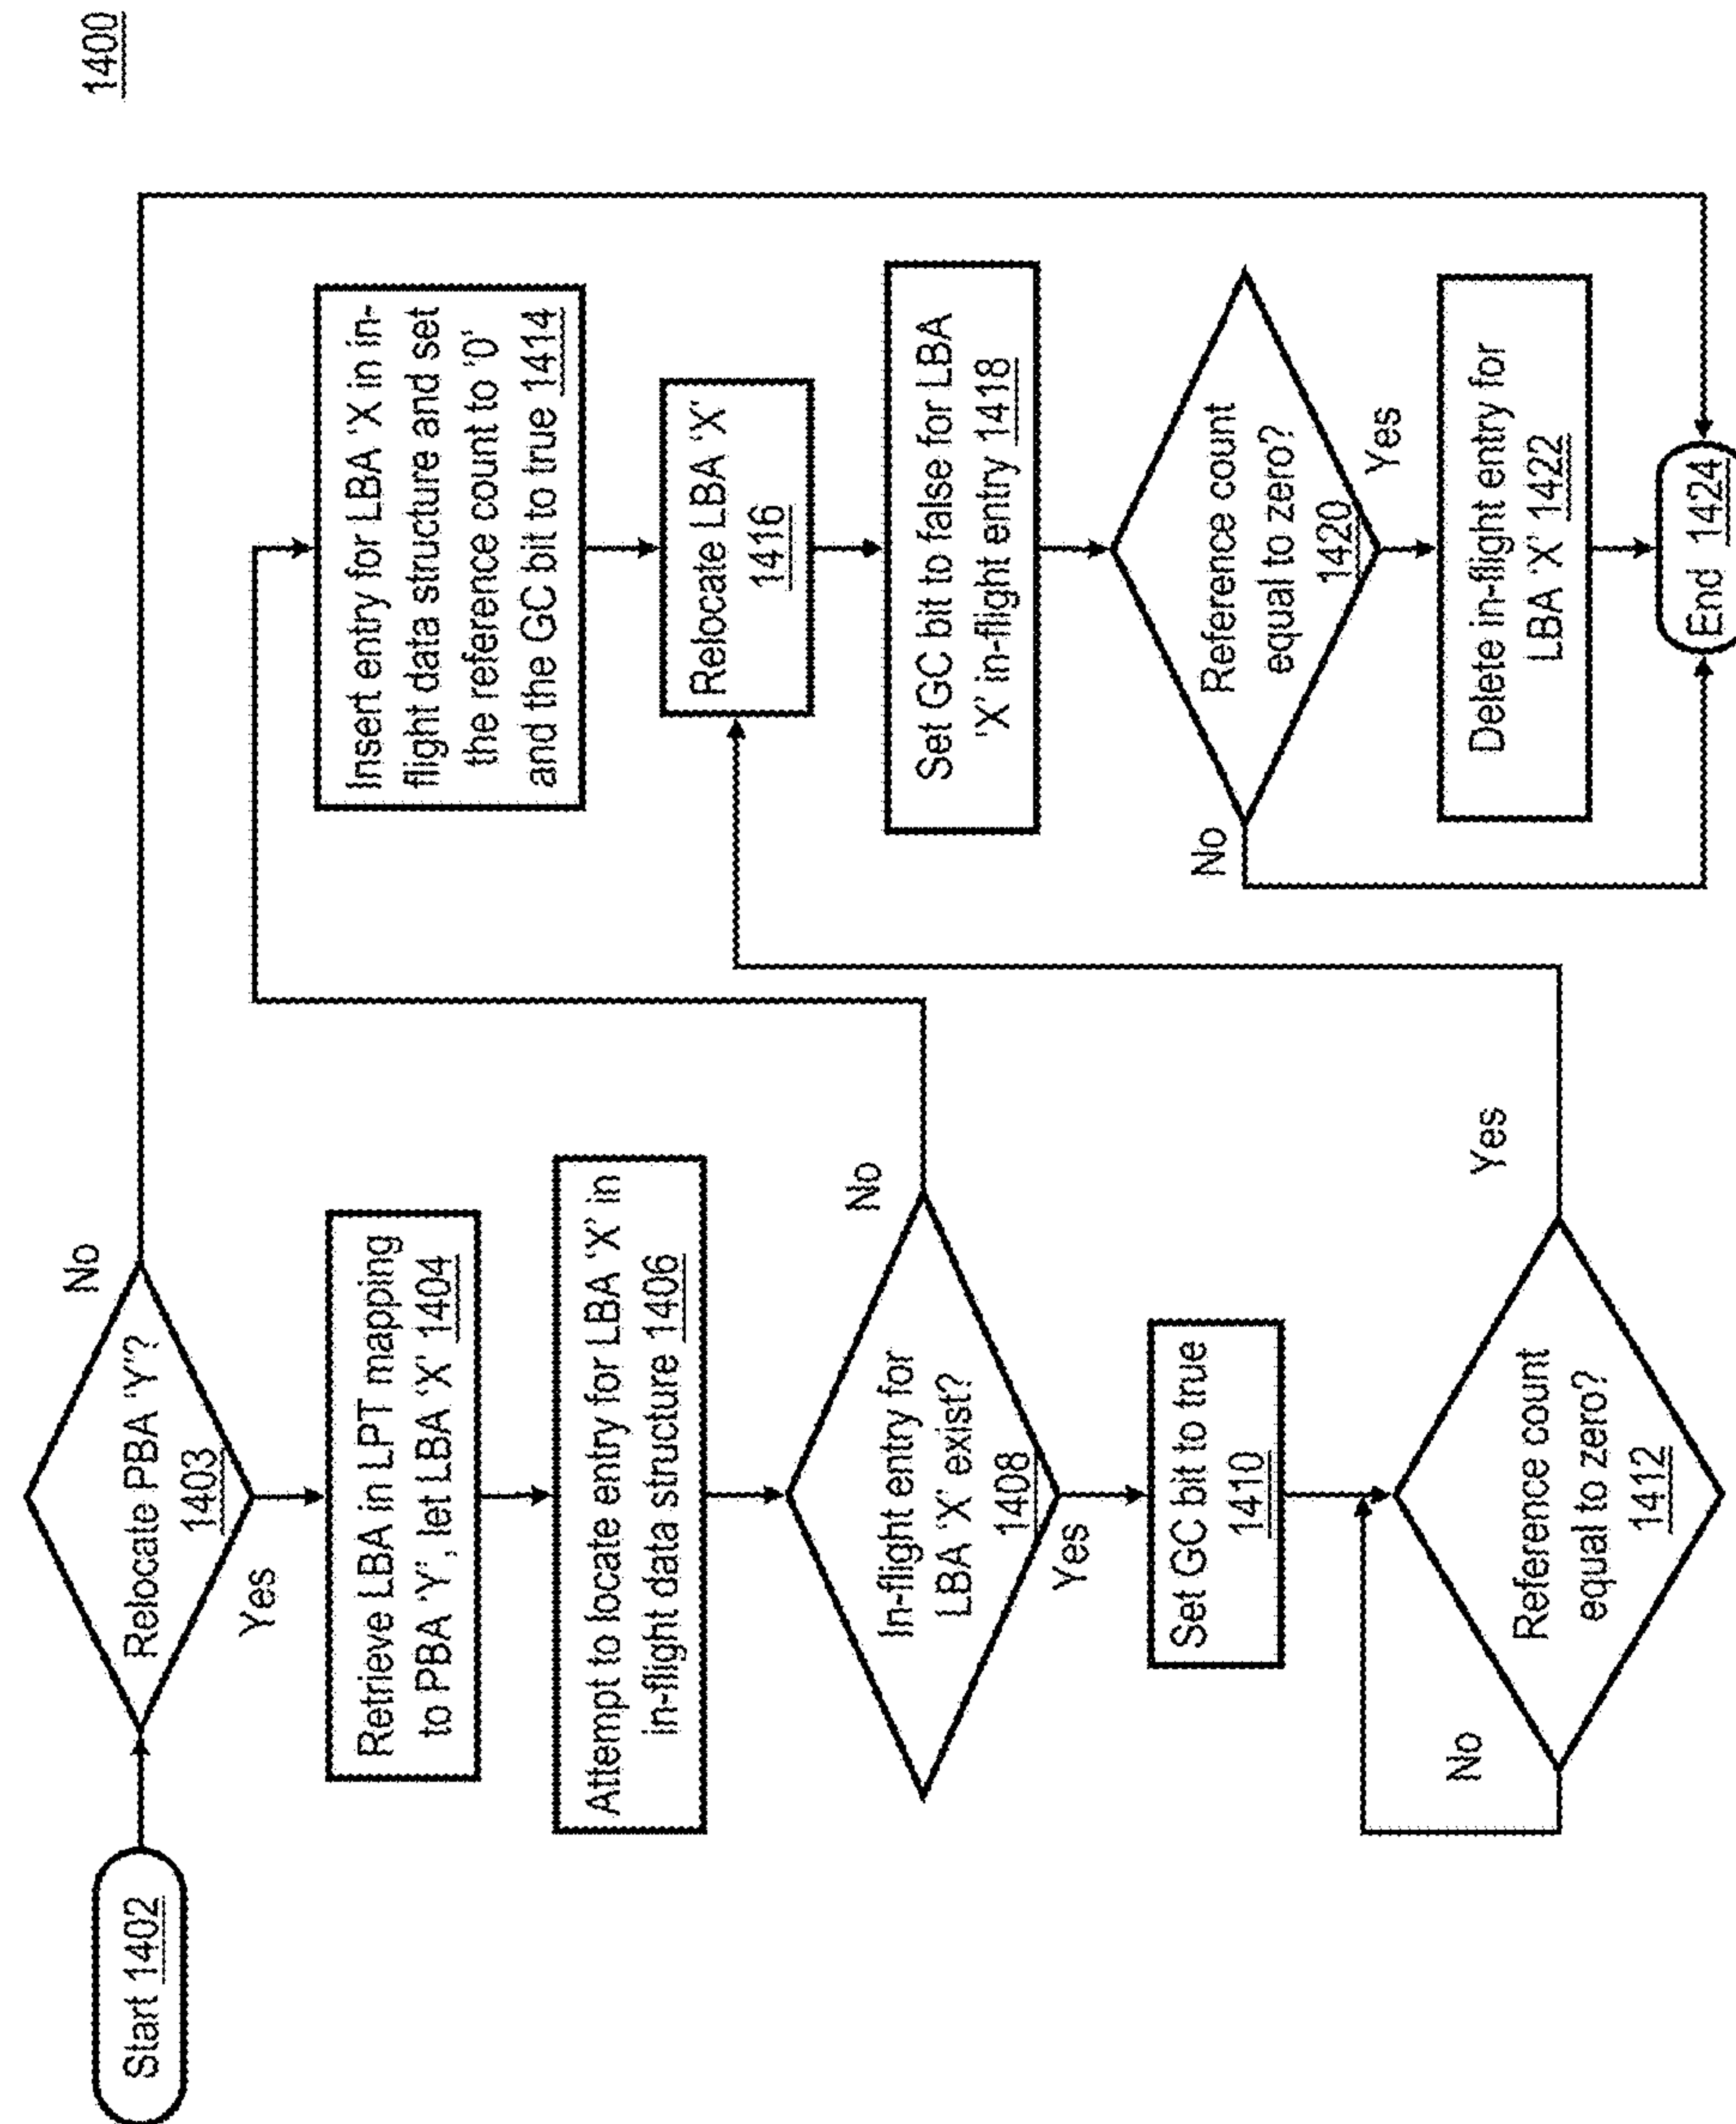 1400
Start 1402
Relocate PBA 'Y'?
1403
No
Yes
Retrieve LBA in LPT mapping
to PBA 'Y', let LBA 'X' 1404
Attempt to locate entry for LBA 'X' in
in-flight data structure 1406
In-flight entry for
LBA 'X' exist?
1408
No
Yes
Set GC bit to true
1410
Reference count
equal to zero?
1412
No
Yes
Insert entry for LBA 'X' in in-
flight data structure and set
the reference count to '0'
and the GC bit to true 1414
Relocate LBA 'X'
1416
Set GC bit to false for LBA
'X' in-flight entry 1418
Reference count
equal to zero?
1420
No
Yes
Delete in-flight entry for
LBA 'X' 1422
End 1424